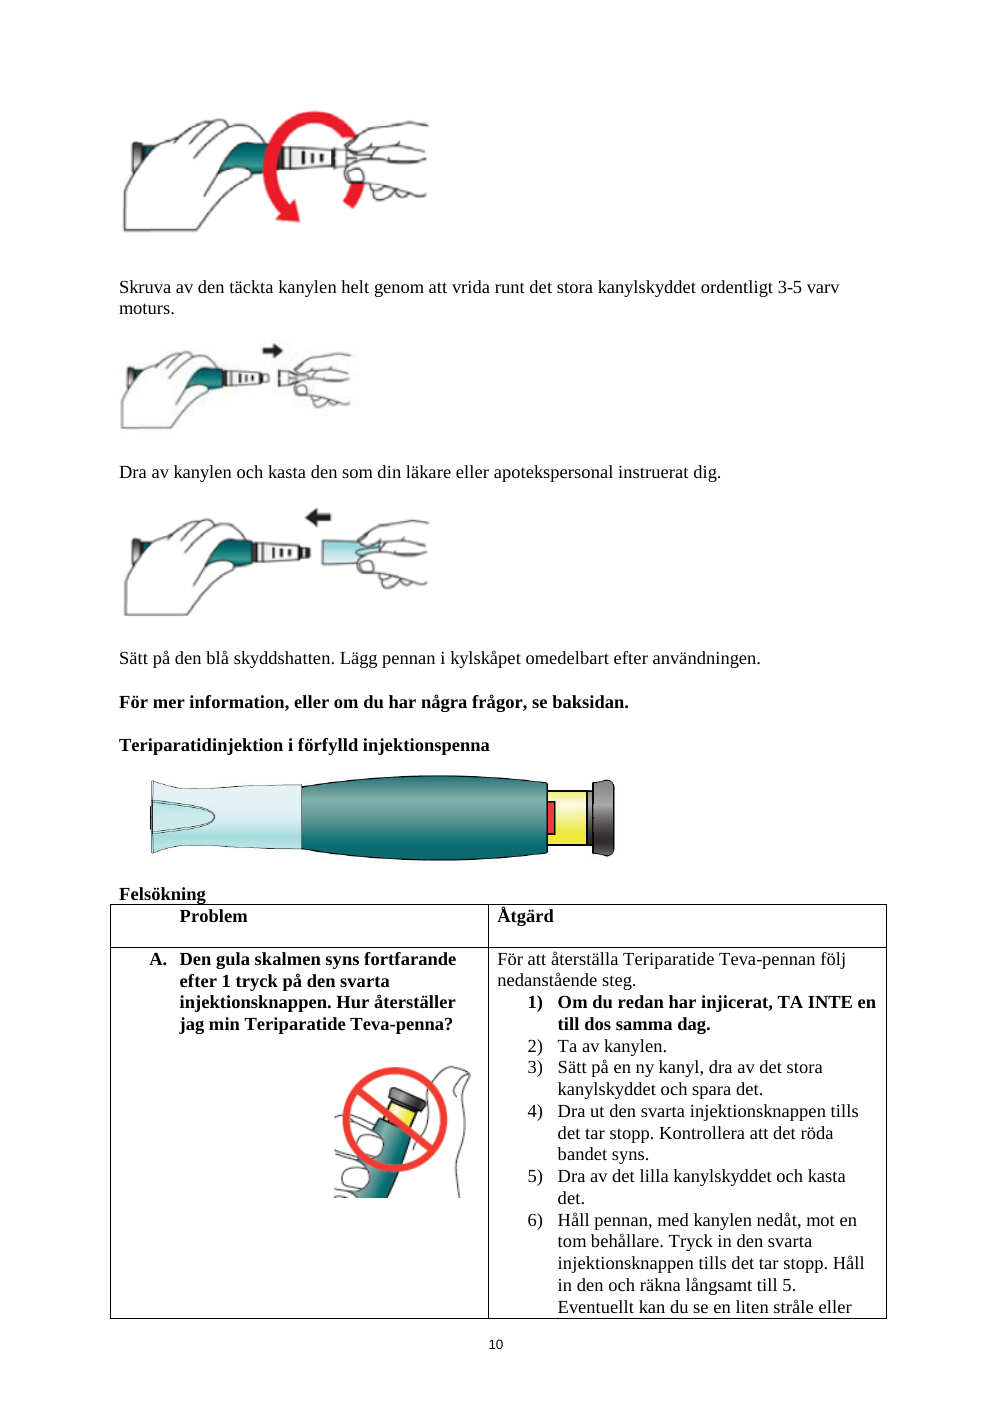 Skruva av den täckta kanylen helt genom att vrida runt det stora kanylskyddet ordentligt 3-5 varv
moturs.
Dra av kanylen och kasta den som din läkare eller apotekspersonal instruerat dig.
Sätt på den blå skyddshatten. Lägg pennan i kylskåpet omedelbart efter användningen.
För mer information, eller om du har några frågor, se baksidan.
Teriparatidinjektion i förfylld injektionspenna
Felsökning
Problem
Åtgärd
A. Den gula skalmen syns fortfarande
efter 1 tryck på den svarta
injektionsknappen. Hur återställer
jag min Teriparatide Teva-penna?
För att återställa Teriparatide Teva-pennan följ
nedanstående steg.
1) Om du redan har injicerat, TA INTE en
till dos samma dag.
2) Ta av kanylen.
3) Sätt på en ny kanyl, dra av det stora
kanylskyddet och spara det.
4) Dra ut den svarta injektionsknappen tills
det tar stopp. Kontrollera att det röda
bandet syns.
5) Dra av det lilla kanylskyddet och kasta
det.
6) Håll pennan, med kanylen nedåt, mot en
tom behållare. Tryck in den svarta
injektionsknappen tills det tar stopp. Håll
in den och räkna långsamt till 5.
Eventuellt kan du se en liten stråle eller
10